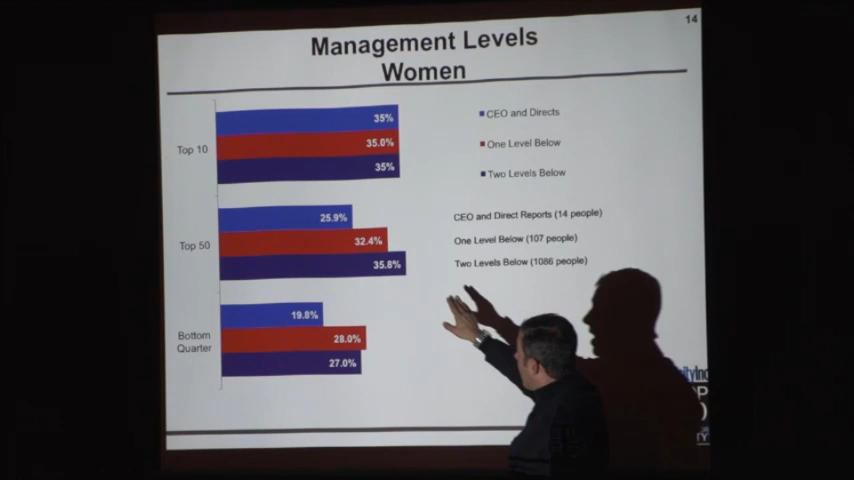 14
Management Levels
Women
Top 10
35%
35.0%
35%
CEO and Directs
One Level Below
Two Levels Below
Top 50
25.9%
32.4%
35.8%
CEO and Direct Reports (14 people)
One Level Below (107 people)
Two Levels Below (1086 people)
Bottom
Quarter
19.8%
28.0%
27.0%